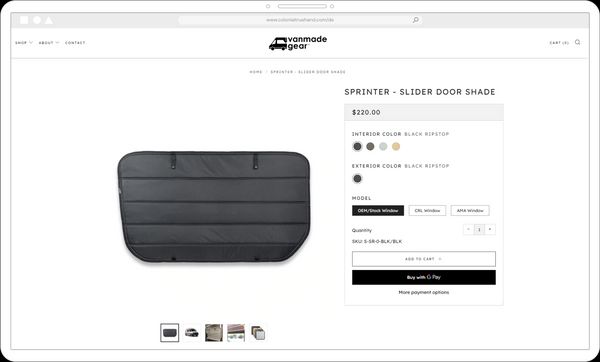 www.colonialtrusthand.com/de
SHOP ABOUT CONTACT
vanmade gear
CART (0)
HOME / SPRINTER - SLIDER DOOR SHADE
SPRINTER - SLIDER DOOR SHADE
$220.00
INTERIOR COLOR BLACK RIPSTOP
EXTERIOR COLOR BLACK RIPSTOP
MODEL
OEM/Stock Window CRL Window AMA Window
Quantity - 1 +
SKU: S-SR-D-BLK/BLK
ADD TO CART
Buy with G Pay
More payment options